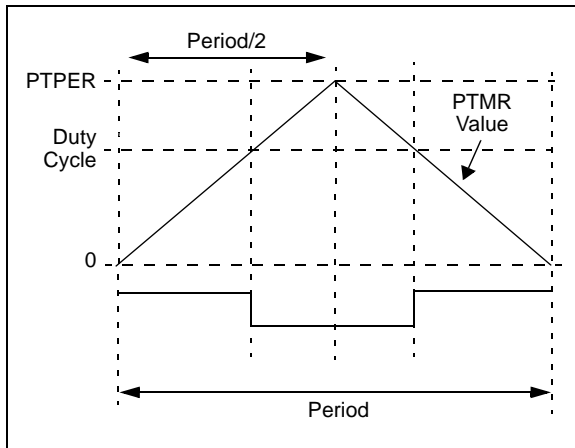 Period/2
PTPER
PTMR
Value
Duty
Cycle
0
Period